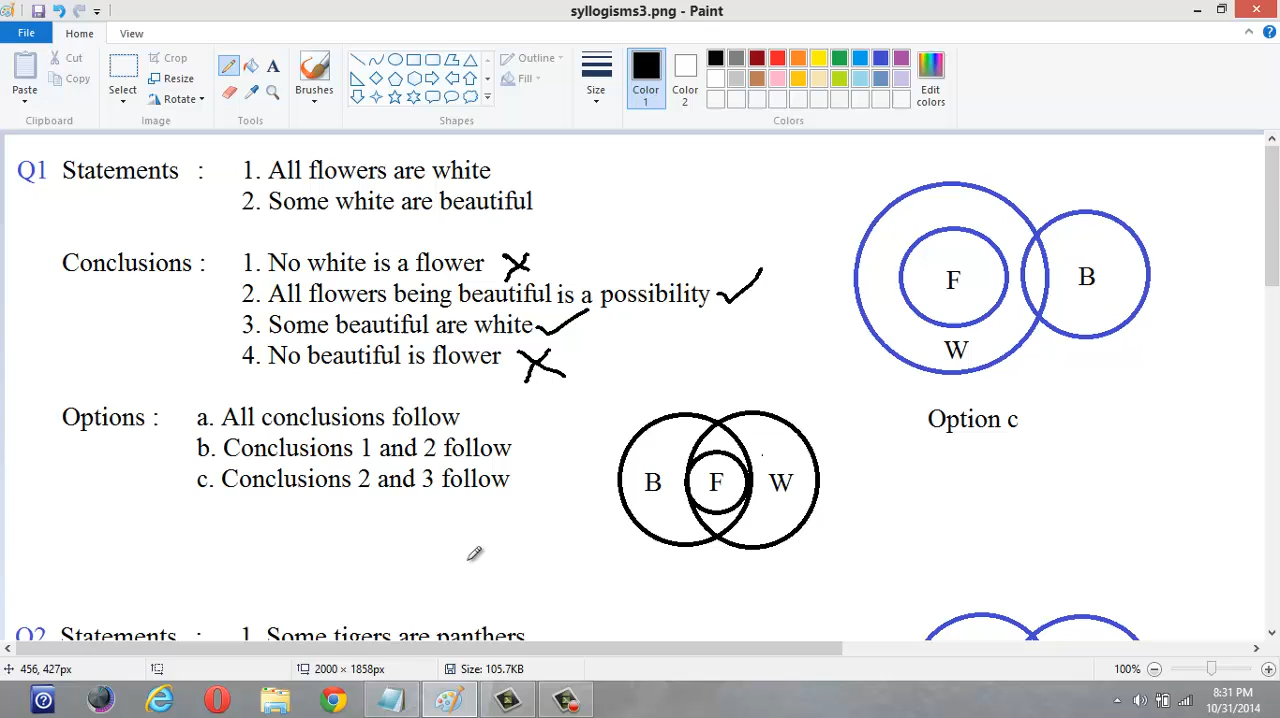 syllogisms3.png - Paint
File
Home
View
Paste
Cut
Copy
Clipboard
Select
Crop
Resize
Rotate
Image
A
Tools
Brushes
Shapes
Outline
Fill
Size
Color 1
Color 2
Edit colors
Colors
Q1 Statements : 1. All flowers are white
2. Some white are beautiful
Conclusions : 1. No white is a flower
2. All flowers being beautiful is a possibility
3. Some beautiful are white
4. No beautiful is flower
F
B
W
Options : a. All conclusions follow
b. Conclusions 1 and 2 follow
c. Conclusions 2 and 3 follow
Option c
B F W
Q2 Statements : 1. Some tigers are panthers
456, 427px
2000 × 1858px
Size: 105.7KB
100%
8:31 PM
10/31/2014